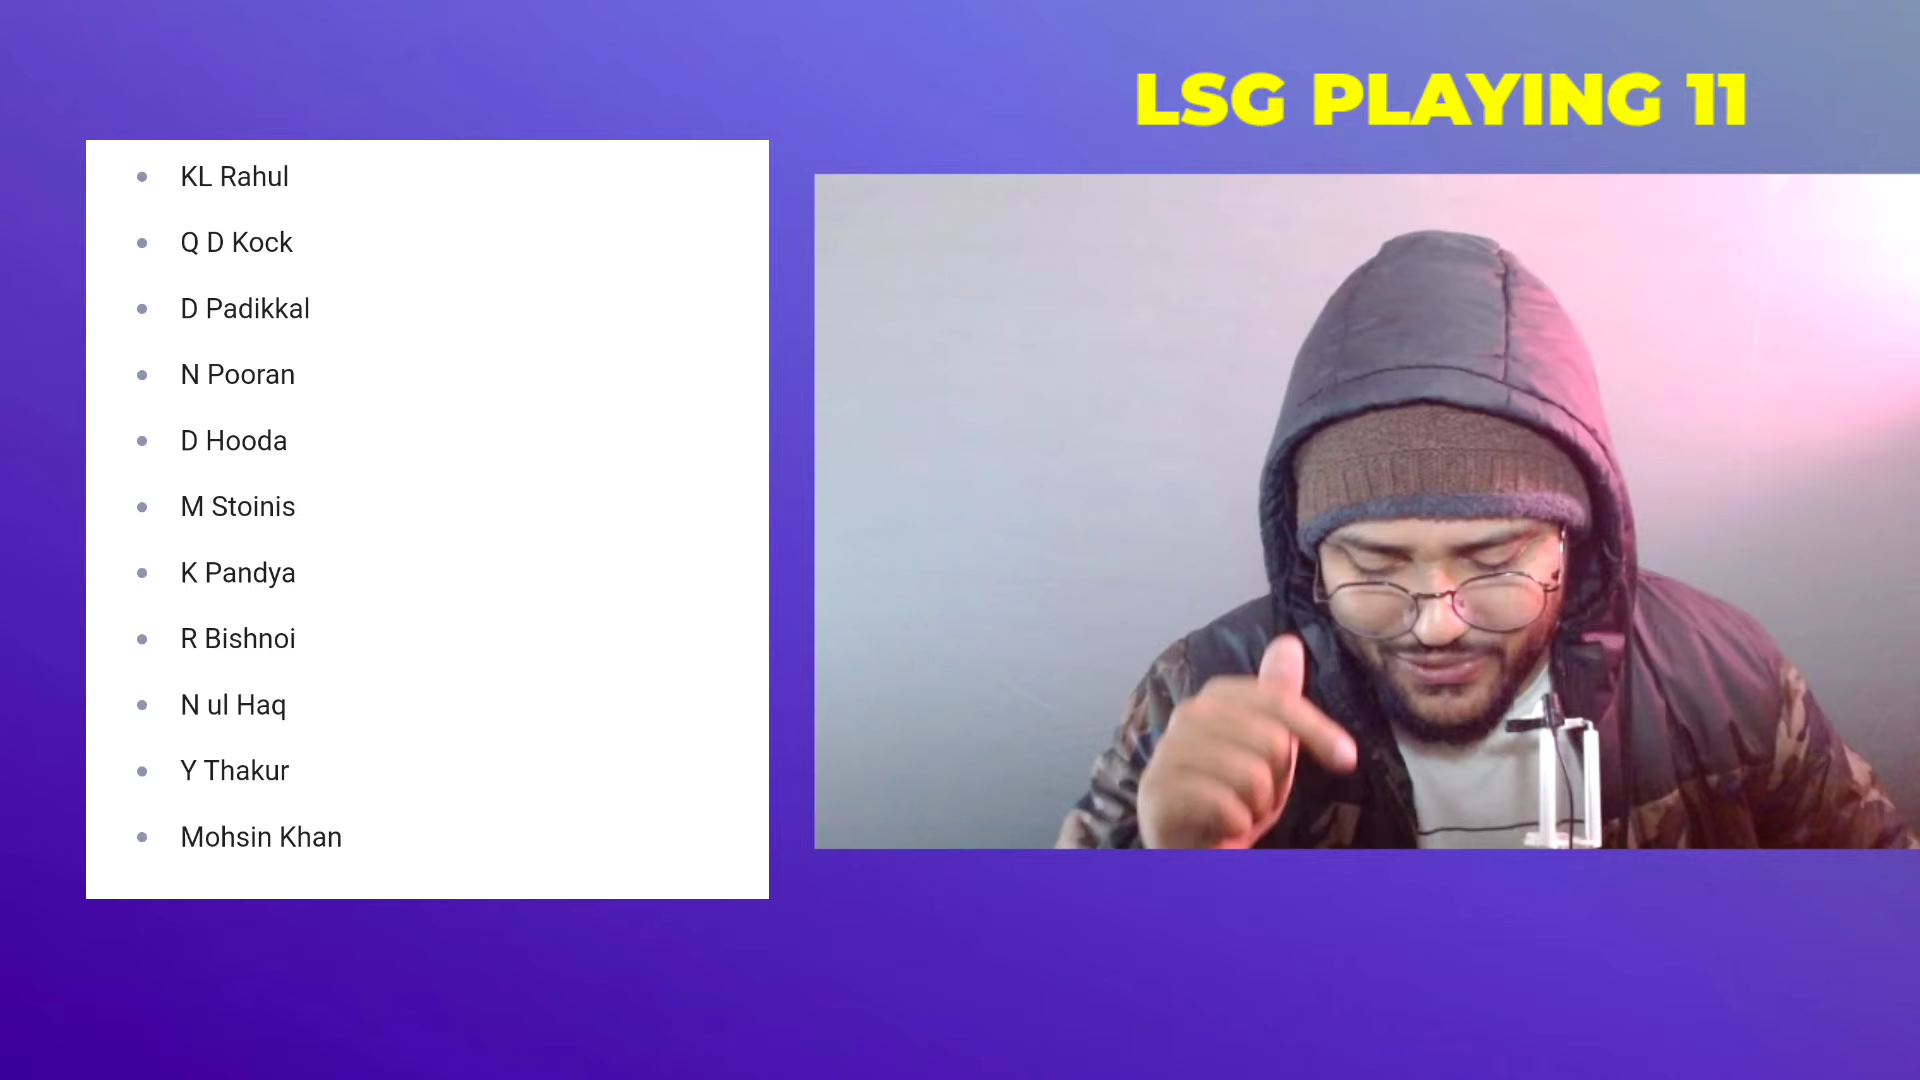 LSG PLAYING 11
KL Rahul
Q D Kock
D Padikkal
N Pooran
D Hooda
M Stoinis
K Pandya
R Bishnoi
N ul Haq
Y Thakur
Mohsin Khan